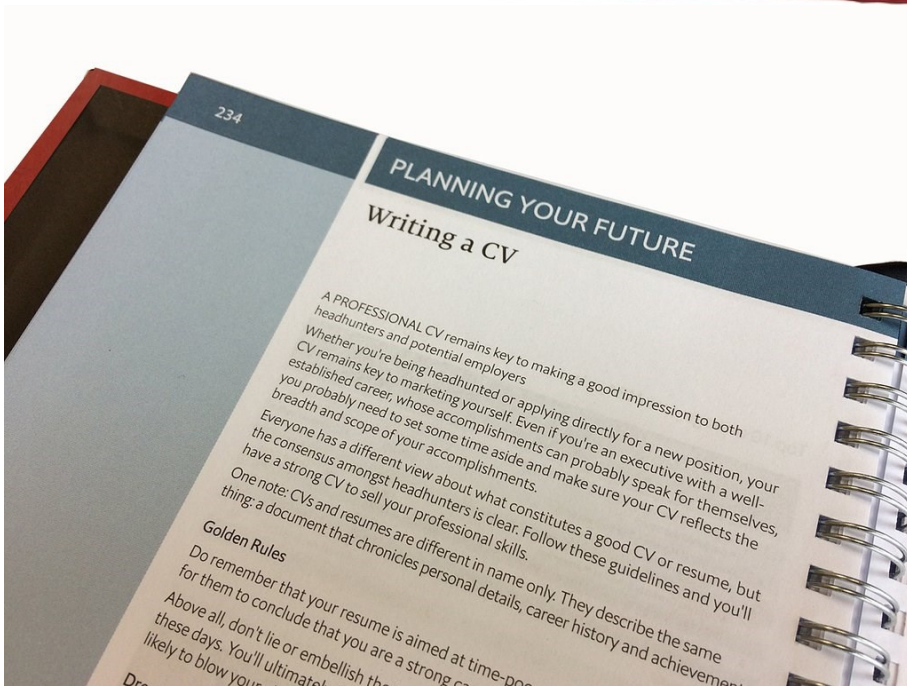 234
PLANNING YOUR FUTURE
Writing a CV
A PROFESSIONAL CV remains key to making a good impression to both
headhunters and potential employers
Whether you're being headhunted or applying directly for a new position, your
CV remains key to marketing yourself. Even if you're an executive with a well-
established career, whose accomplishments can probably speak for themselves,
you probably need to set some time aside and make sure your CV reflects the
breadth and scope of your accomplishments.
Everyone has a different view about what constitutes a good CV or resume, but
the consensus amongst headhunters is clear. Follow these guidelines and you'll
have a strong CV to sell your professional skills.
One note: CVs and resumes are different in name only. They describe the same
thing: a document that chronicles personal details, career history and
Golden Rules
Do remember that your resume is aimed at
for them to conclude that you are a strong
Above all, don't lie or embellish
these days. You'll
likely to blow